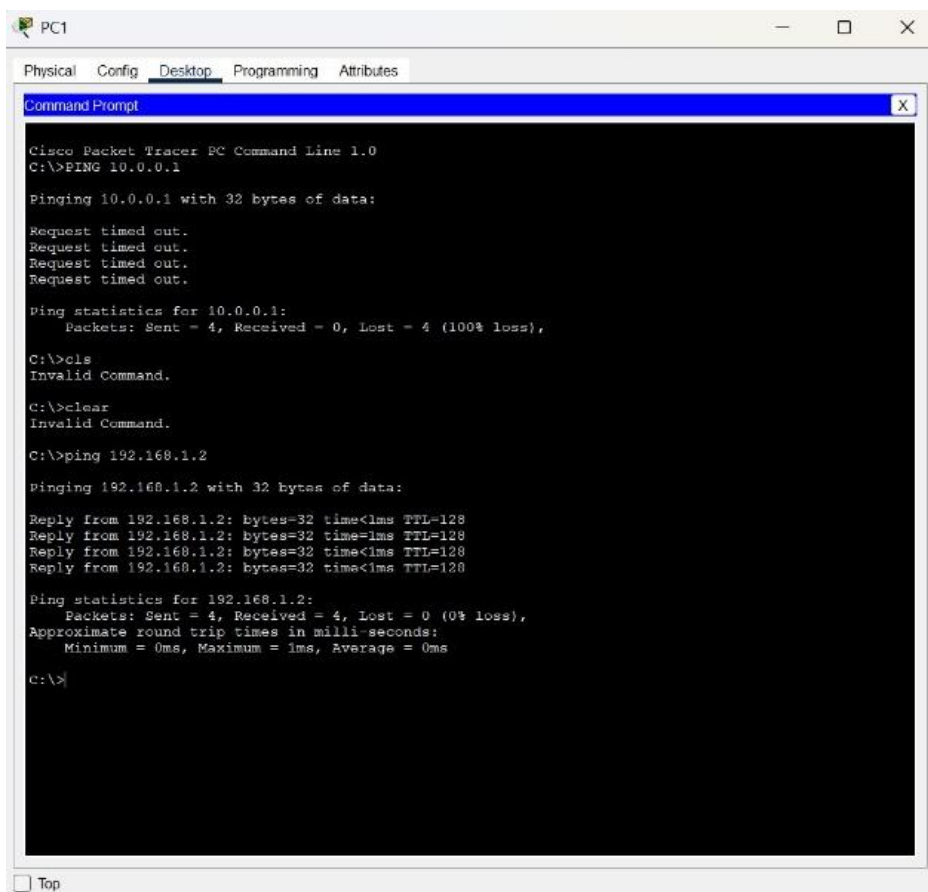 PC1
Physical Config Desktop Programming Attributes
Command Prompt X
Cisco Packet Tracer PC Command Line 1.0
C:\>PING 10.0.0.1
Pinging 10.0.0.1 with 32 bytes of data:
Request timed out.
Request timed out.
Request timed out.
Request timed out.
Ping statistics for 10.0.0.1:
Packets: Sent = 4, Received = 0, Lost = 4 (100% loss),
C:\>cls
Invalid Command.
C:\>clear
Invalid Command.
C:\>ping 192.168.1.2
Pinging 192.168.1.2 with 32 bytes of data:
Reply from 192.168.1.2: bytes=32 time<1ms TTL=128
Reply from 192.168.1.2: bytes=32 time=1ms TTL=128
Reply from 192.168.1.2: bytes=32 time<1ms TTL=128
Reply from 192.168.1.2: bytes=32 time<1ms TTL=128
Ping statistics for 192.168.1.2:
Packets: Sent = 4, Received = 4, Lost = 0 (0% loss),
Approximate round trip times in milli-seconds:
Minimum = 0ms, Maximum = 1ms, Average = 0ms
C:\>
Top